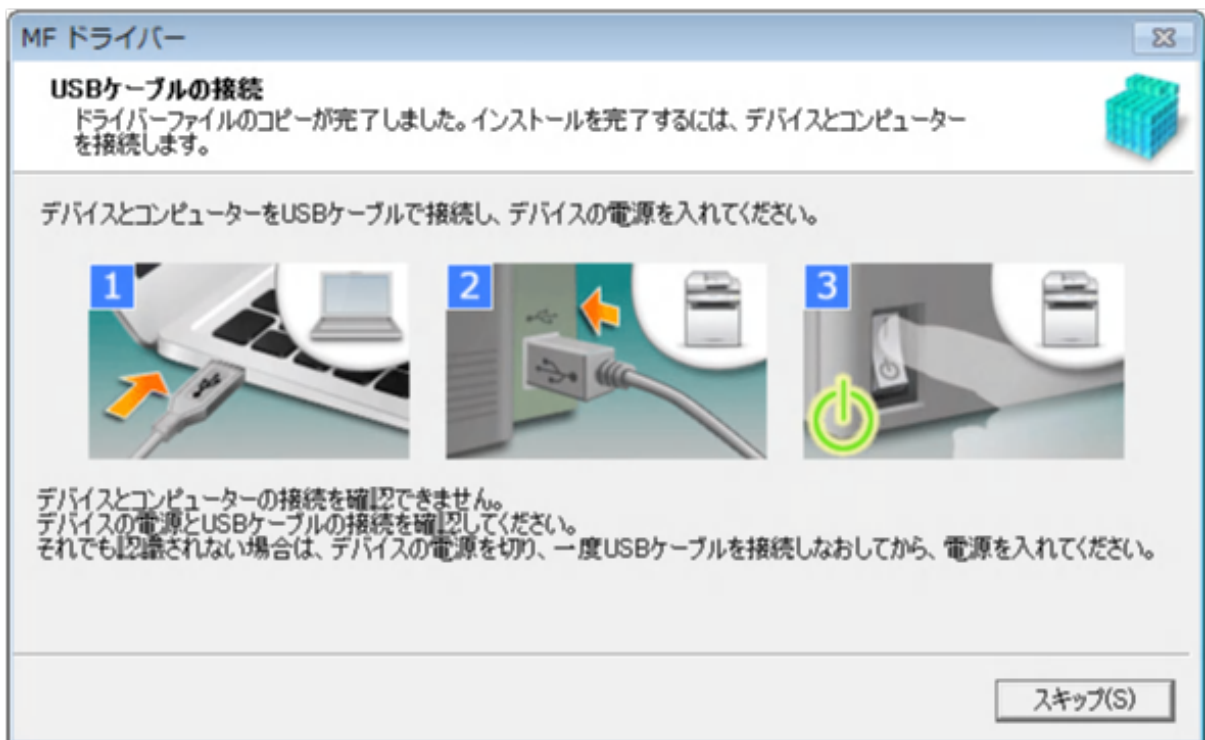 MF ドライバー
USBケーブルの接続
ドライバーファイルのコピーが完了しました。インストールを完了するには、デバイスとコンピューター
を接続します。
デバイスとコンピューターをUSBケーブルで接続し、デバイスの電源を入れてください。
1 2 3
デバイスとコンピューターの接続を確認できません。
デバイスの電源とUSBケーブルの接続を確認してください。
それでも認識されない場合は、デバイスの電源を切り、一度USBケーブルを接続しなおしてから、電源を入れてください。
スキップ(S)